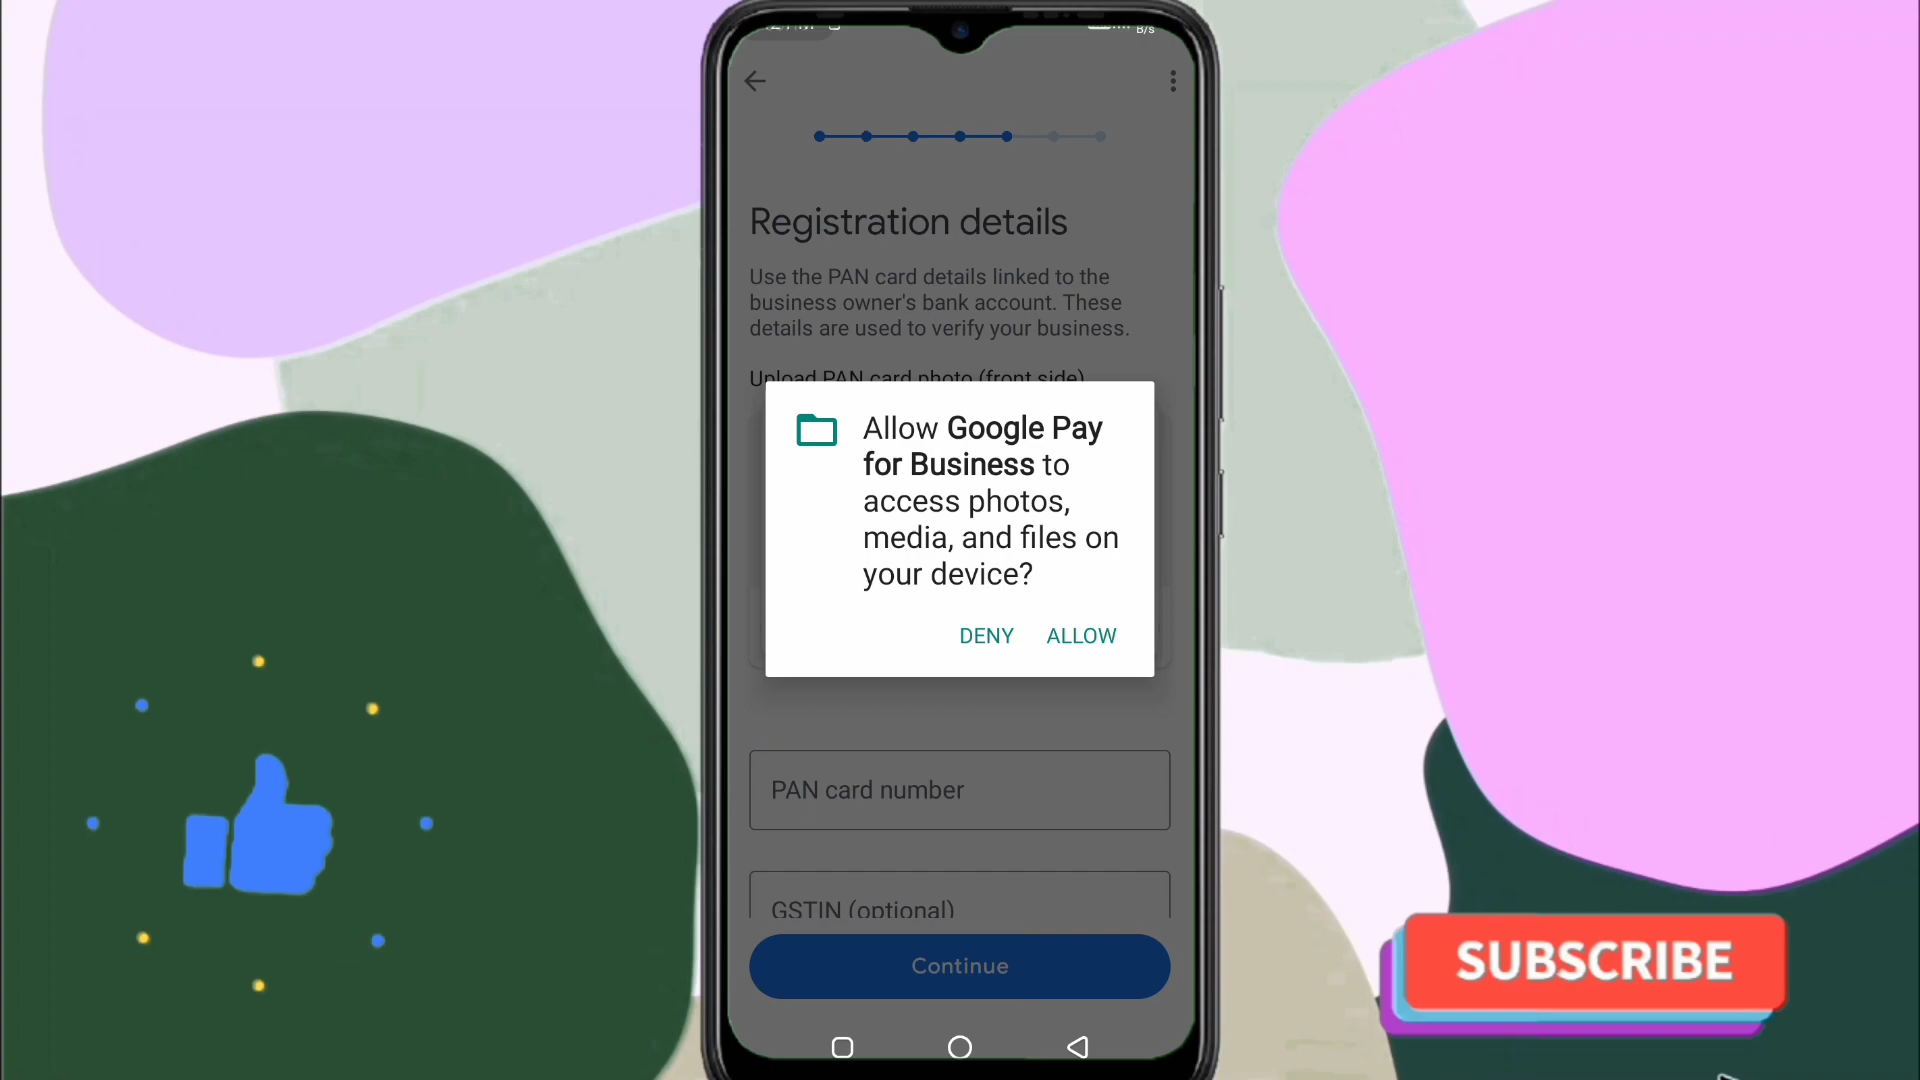 B/s
Registration details
Use the PAN card details linked to the
business owner's bank account. These
details are used to verify your business.
Upload PAN card photo (front side)
Allow Google Pay
for Business to
access photos,
media, and files on
your device?
DENY ALLOW
PAN card number
GSTIN (optional)
Continue
SUBSCRIBE